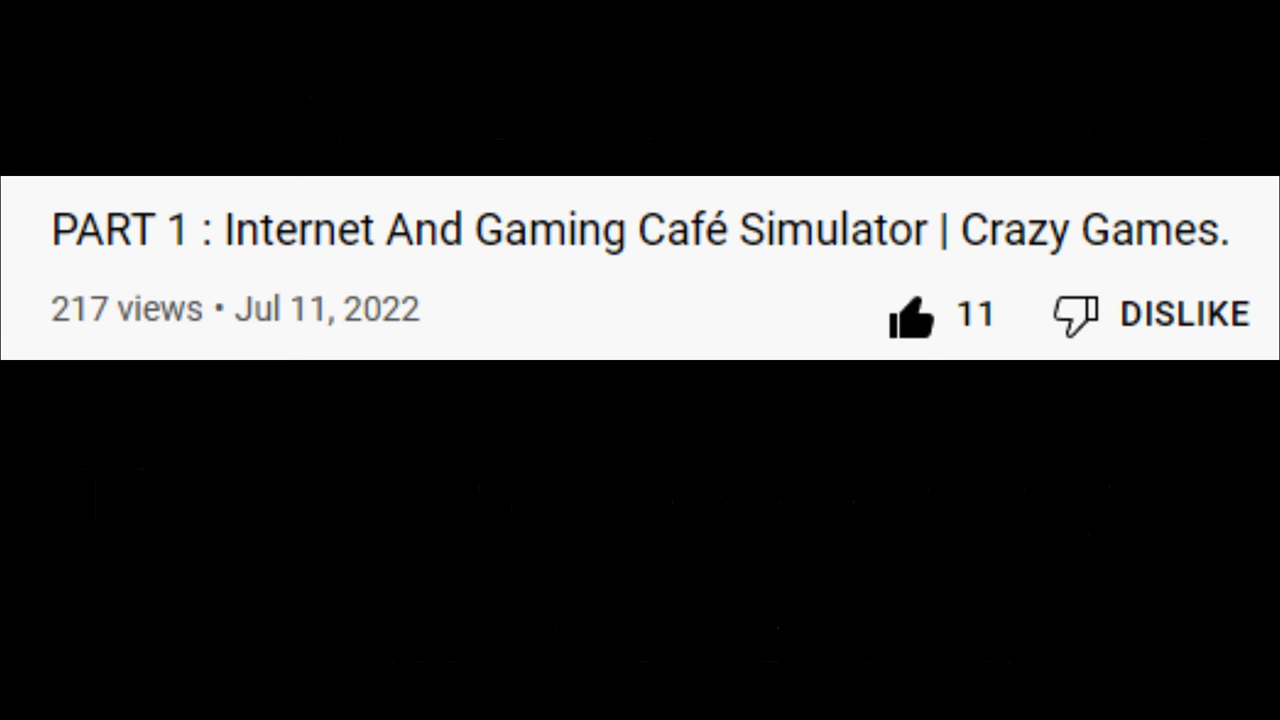 PART 1 : Internet And Gaming Café Simulator | Crazy Games.
217 views • Jul 11, 2022 11 DISLIKE